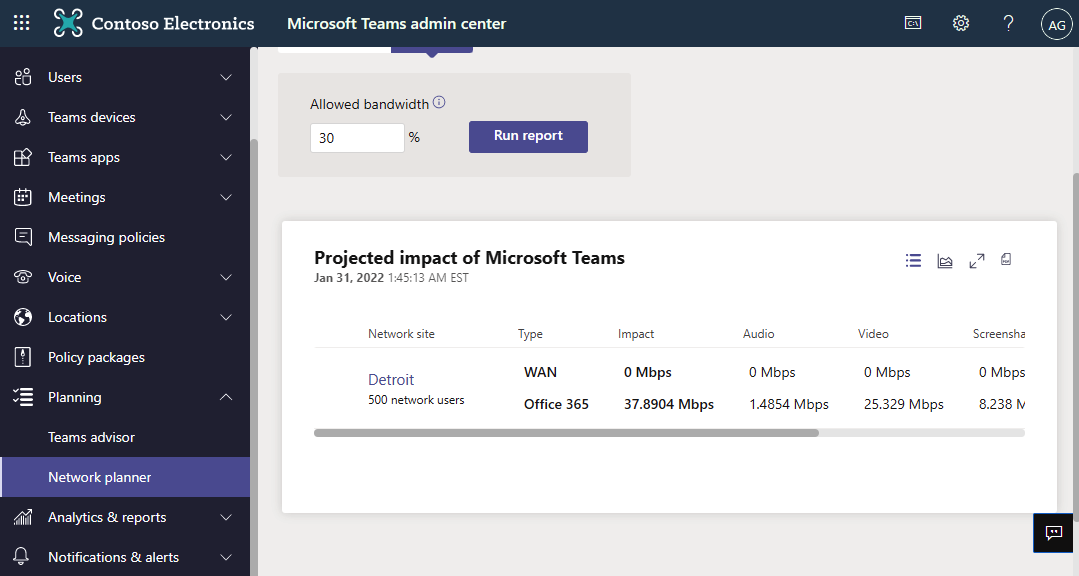 Contoso Electronics
Microsoft Teams admin center
?
AG
Users
Teams devices
Teams apps
Meetings
Messaging policies
Voice
Locations
Policy packages
Planning
Teams advisor
Network planner
Analytics & reports
Notifications & alerts
Allowed bandwidth
30 %
Run report
Projected impact of Microsoft Teams
Jan 31, 2022 1:45:13 AM EST
Network site Type Impact Audio Video Screensha
Detroit
500 network users
WAN 0 Mbps 0 Mbps 0 Mbps 0 Mbps
Office 365 37.8904 Mbps 1.4854 Mbps 25.329 Mbps 8.238 M